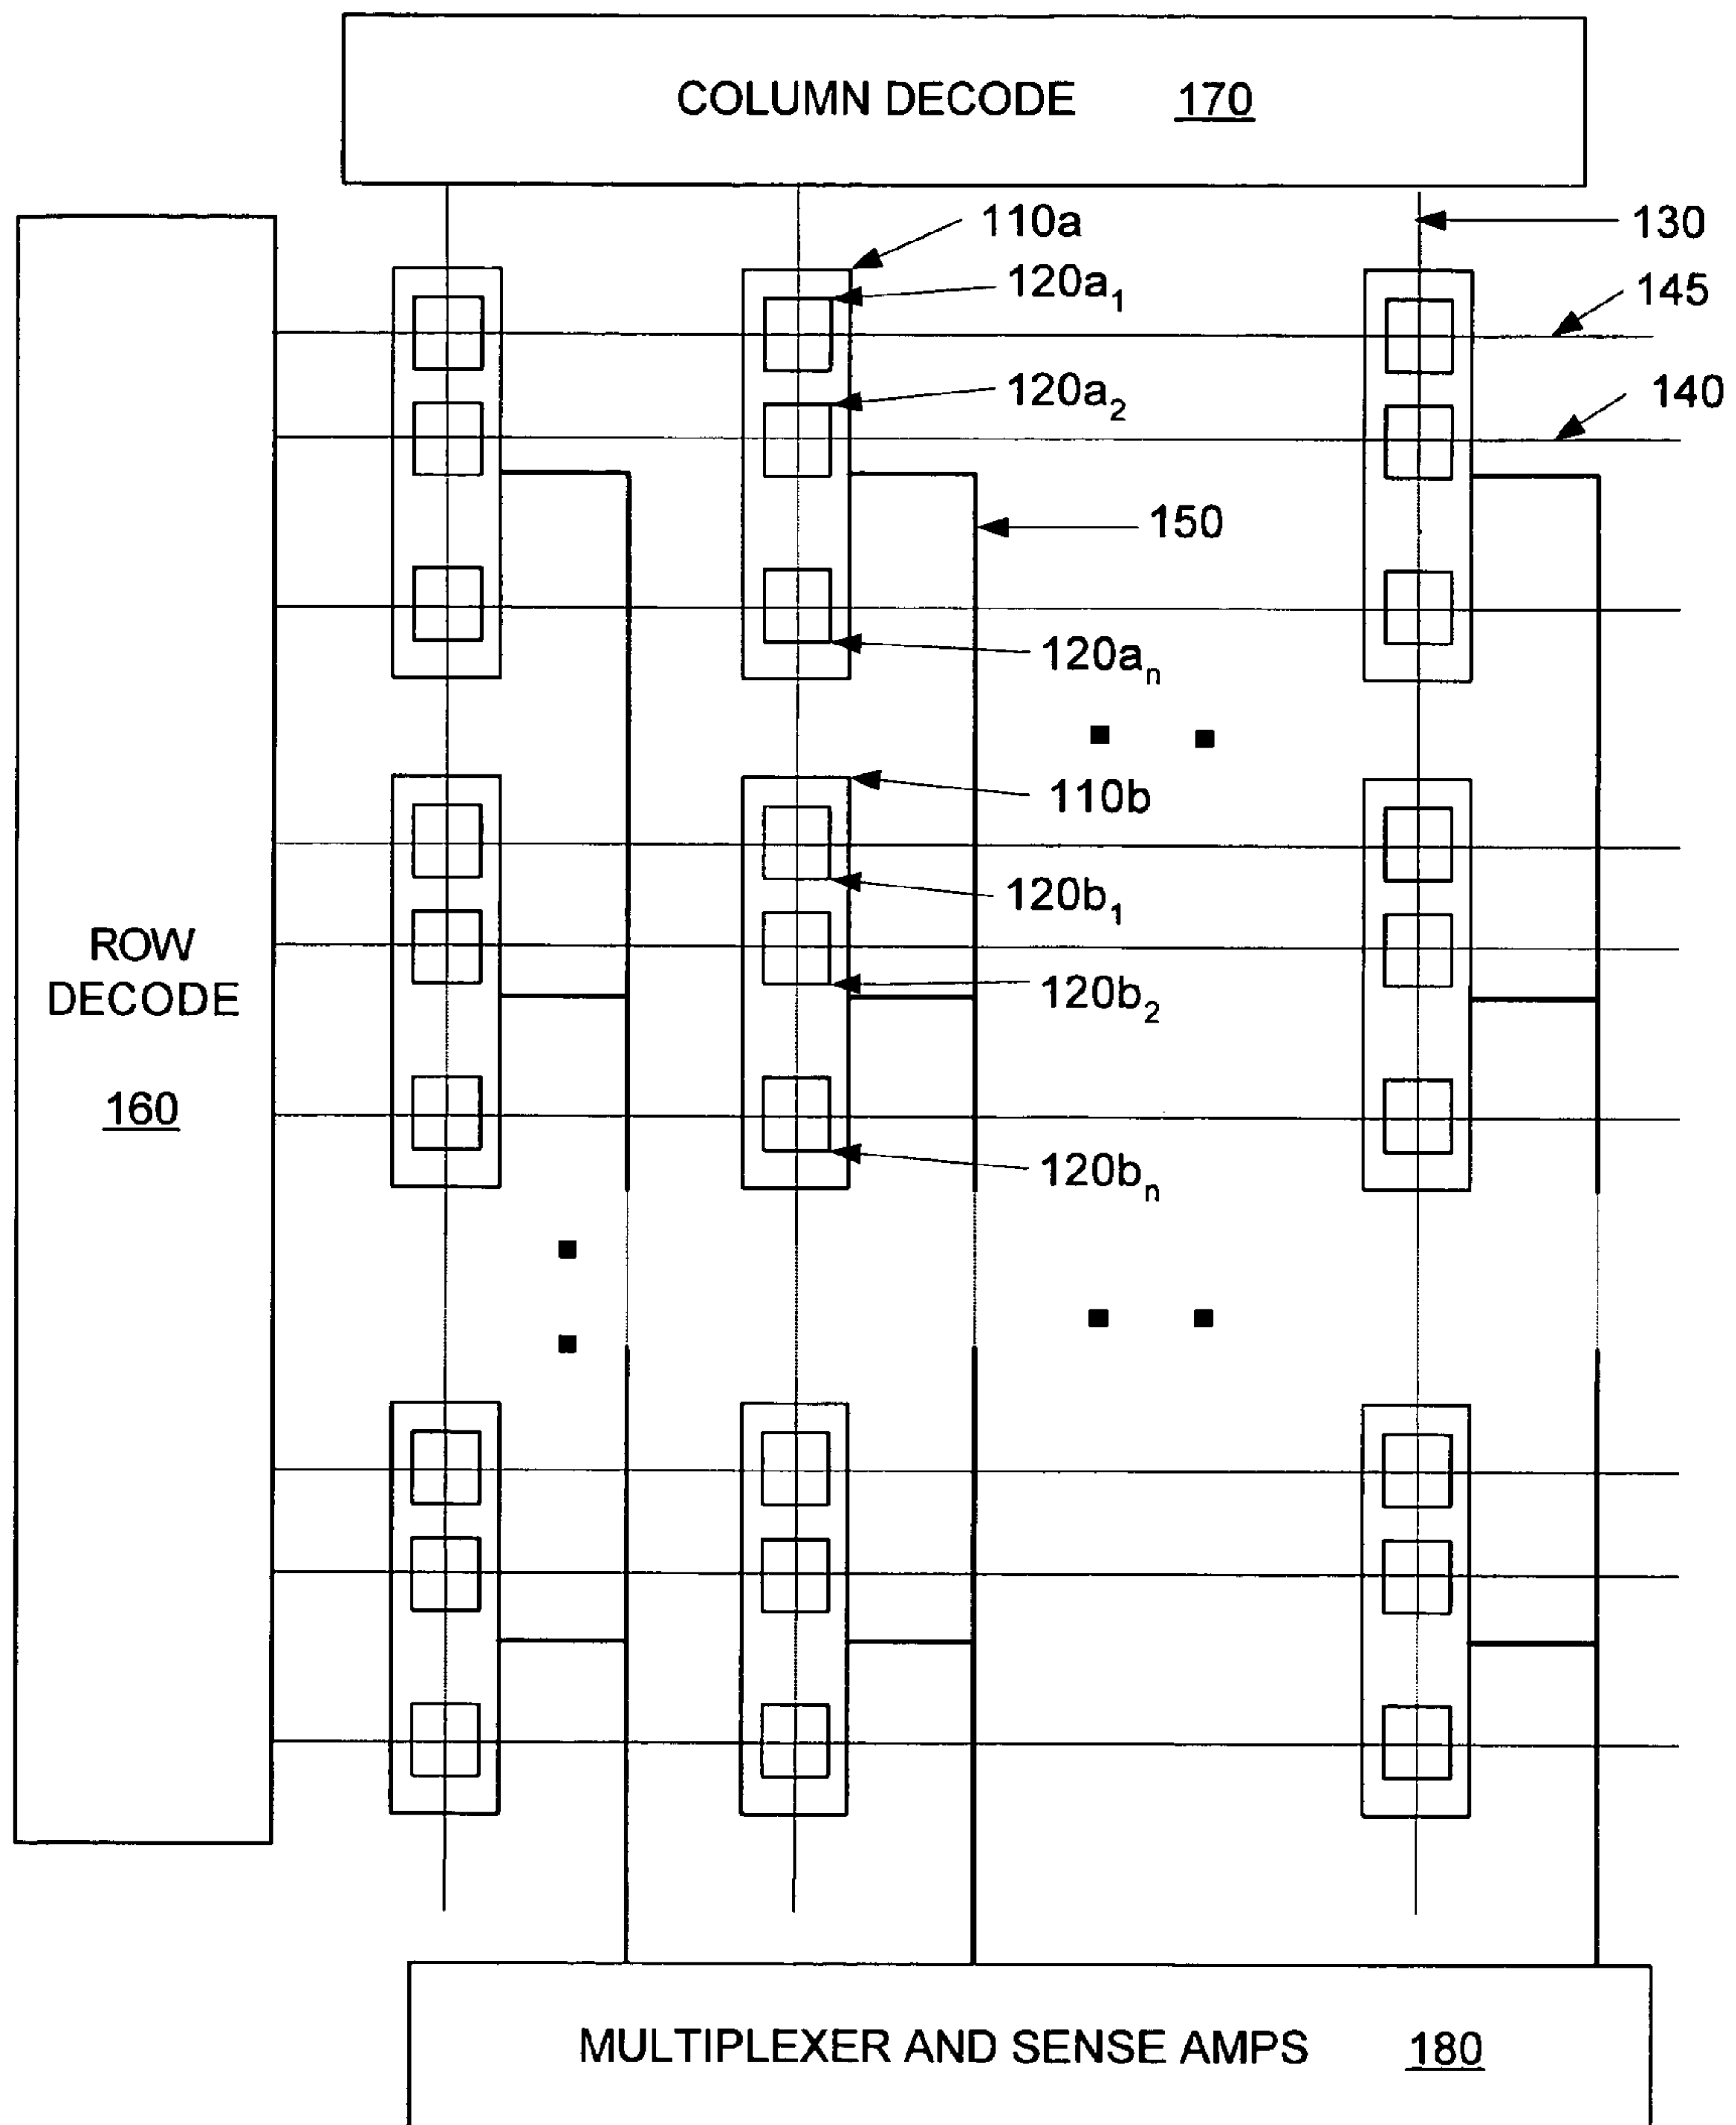 COLUMN DECODE 170
110a
130
120a1
145
120a2
140
150
120an
110b
120b1
ROW
DECODE
120b2
160
120bn
MULTIPLEXER AND SENSE AMPS 180